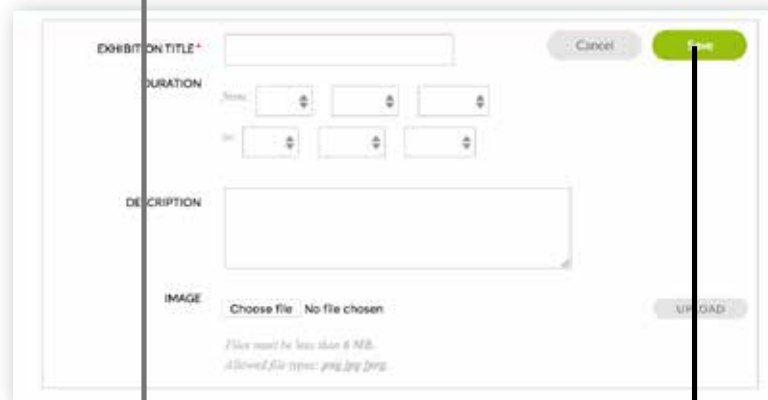 EXHIBITION TITLE*
Cancel
Save
DURATION
from:
to:
DESCRIPTION
IMAGE
Choose file No file chosen
UPLOAD
Files must be less than 6 MB.
Allowed file types: png jpg jpeg.